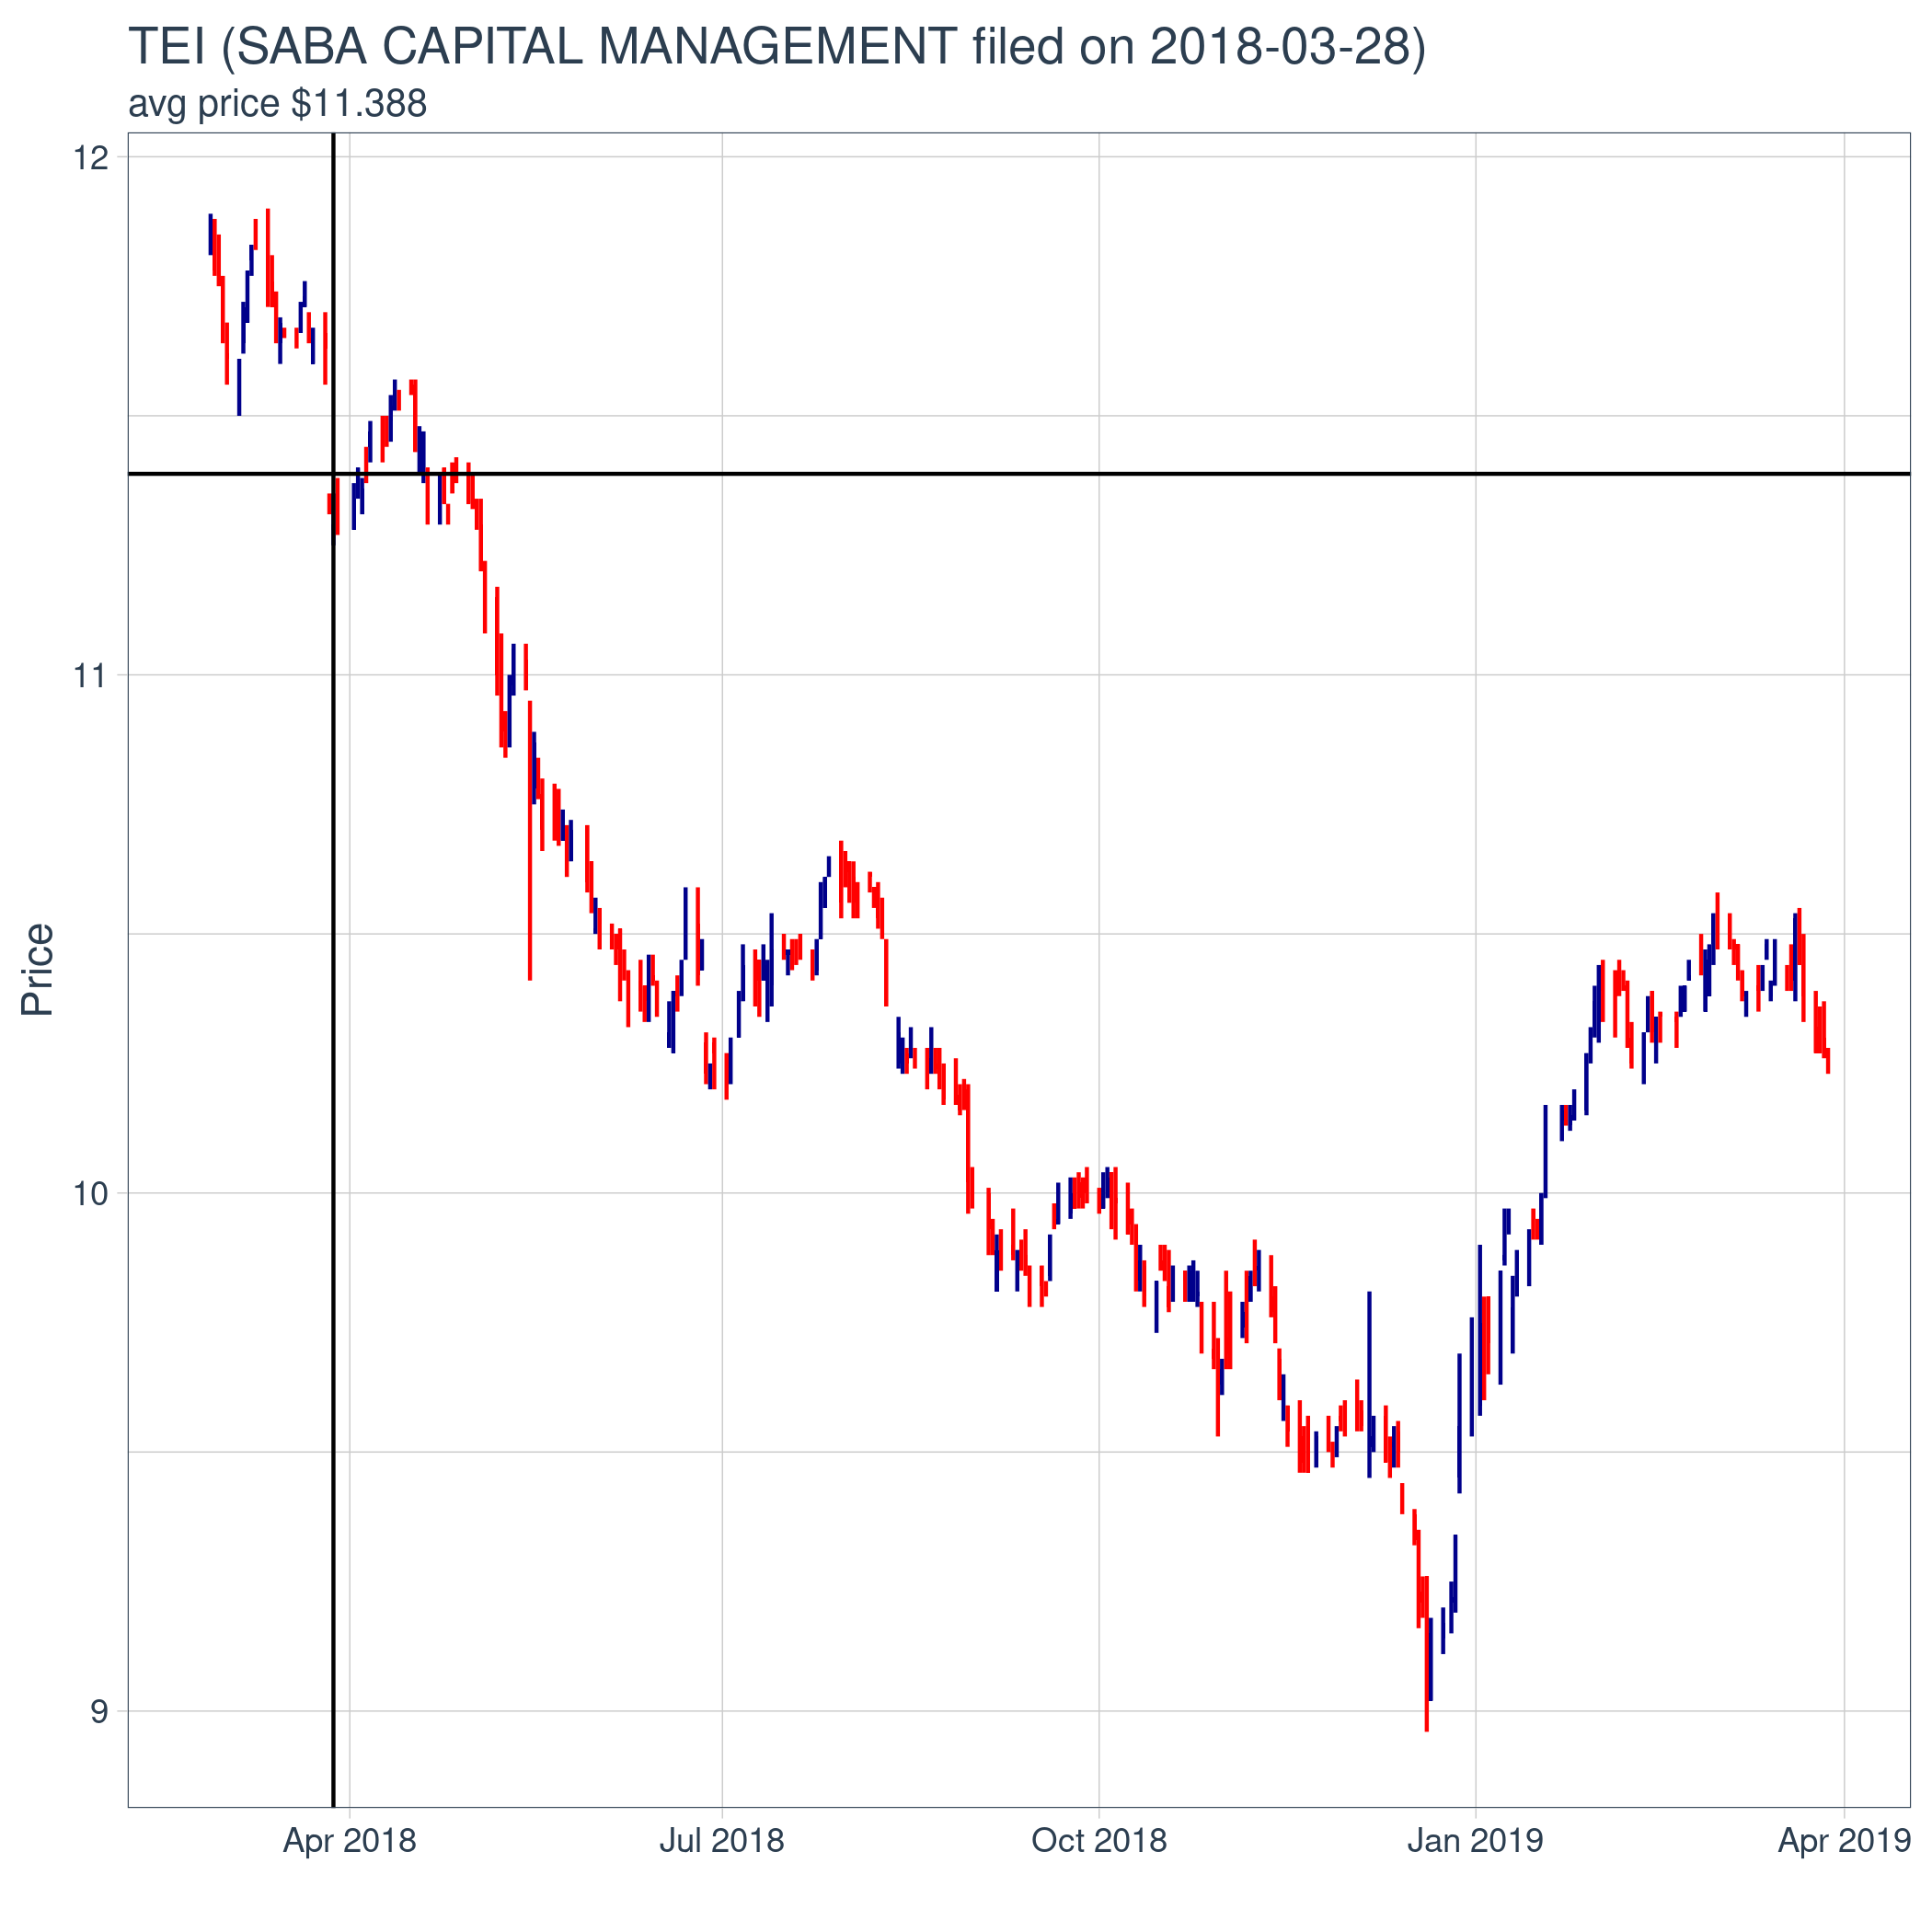 TEI (SABA CAPITAL MANAGEMENT filed on 2018-03-28)
avg price $11.388
12
11
10
9
Price
Apr 2018
Jul 2018
Oct 2018
Jan 2019
Apr 2019